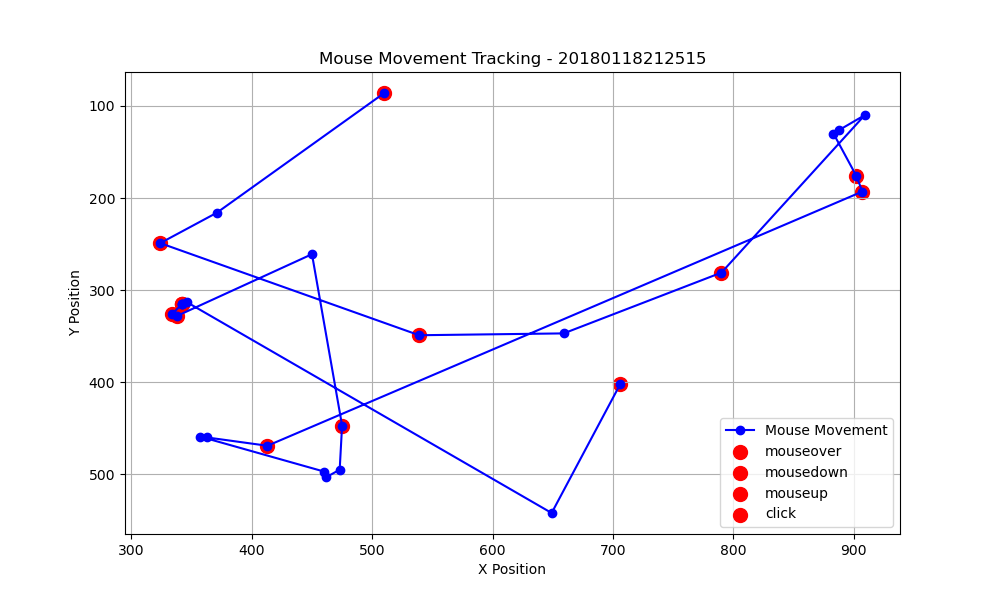 Mouse Movement Tracking - 20180118212515
100
200
300
400
500
Y Position
300 400 500 600 700 800 900
X Position
Mouse Movement
mouseover
mousedown
mouseup
click